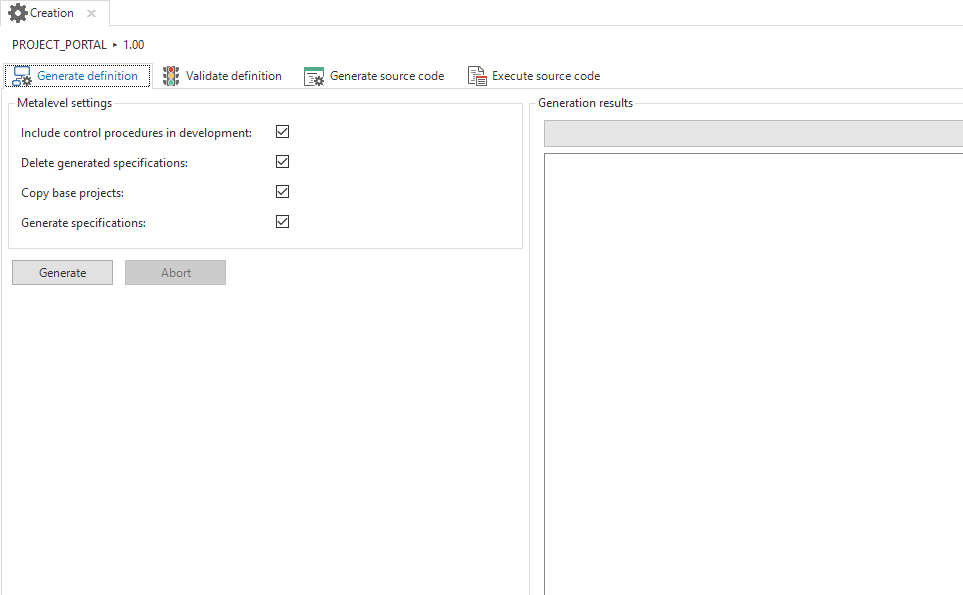 Creation
PROJECT_PORTAL ▸ 1.00
Generate definition Validate definition Generate source code Execute source code
Metalevel settings
Include control procedures in development:
Delete generated specifications:
Copy base projects:
Generate specifications:
Generate Abort
Generation results